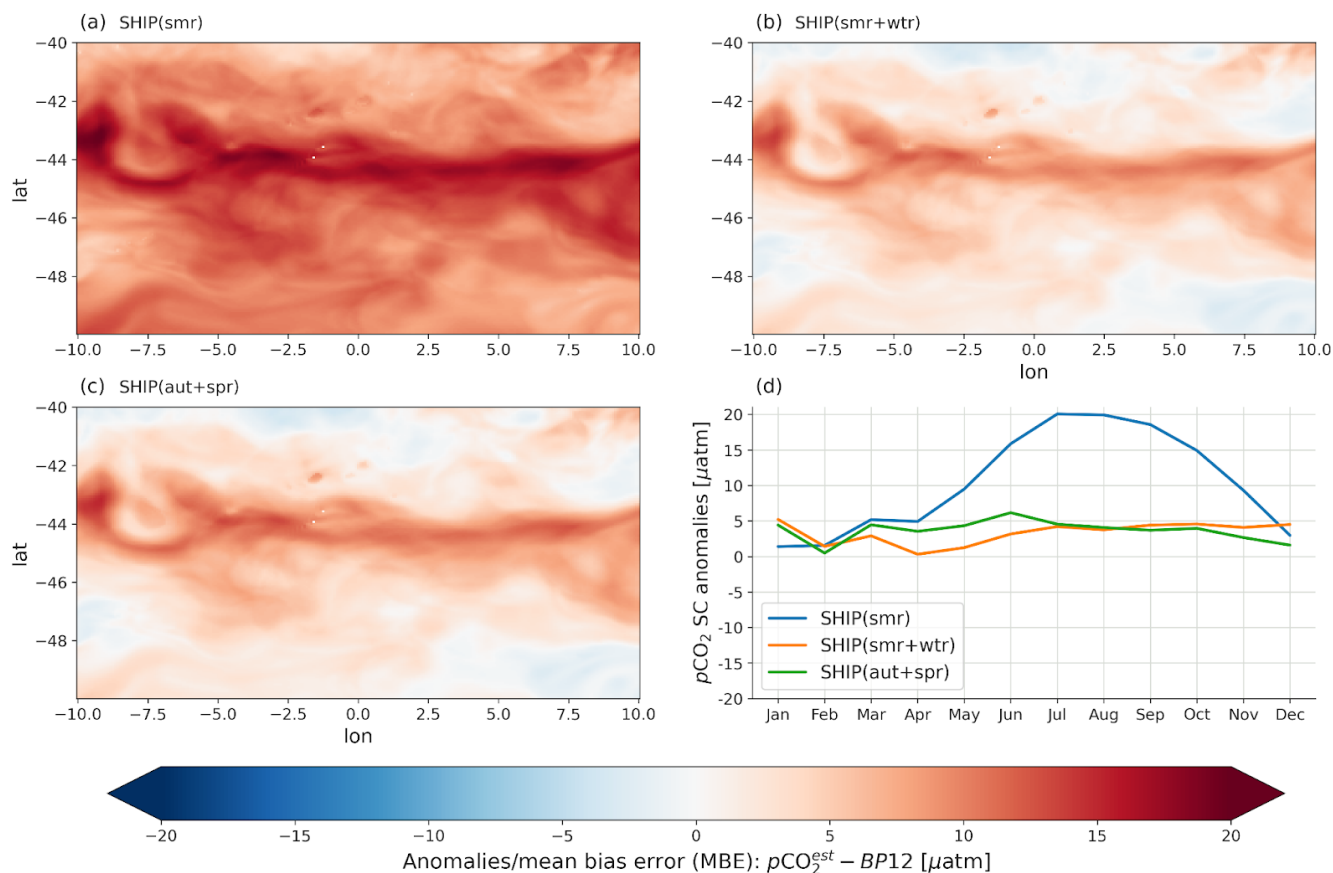 (a) SHIP(smr)
(b) SHIP(smr+wtr)
−40
−42
−44
−46
−48
lat
−10.0 −7.5 −5.0 −2.5 0.0 2.5 5.0 7.5 10.0
−40
−42
−44
−46
−48
−10.0 −7.5 −5.0 −2.5 0.0 2.5 5.0 7.5 10.0
lon
(c) SHIP(aut+spr)
−40
−42
−44
−46
−48
lat
−10.0 −7.5 −5.0 −2.5 0.0 2.5 5.0 7.5 10.0
lon
(d)
20
15
10
5
0
-5
-10
-15
-20
pCO₂ SC anomalies [μatm]
SHIP(smr)
SHIP(smr+wtr)
SHIP(aut+spr)
Jan Feb Mar Apr May Jun Jul Aug Sep Oct Nov Dec
−20 −15 −10 −5 0 5 10 15 20
Anomalies/mean bias error (MBE): pCO₂ᵉˢᵗ − BP12 [μatm]